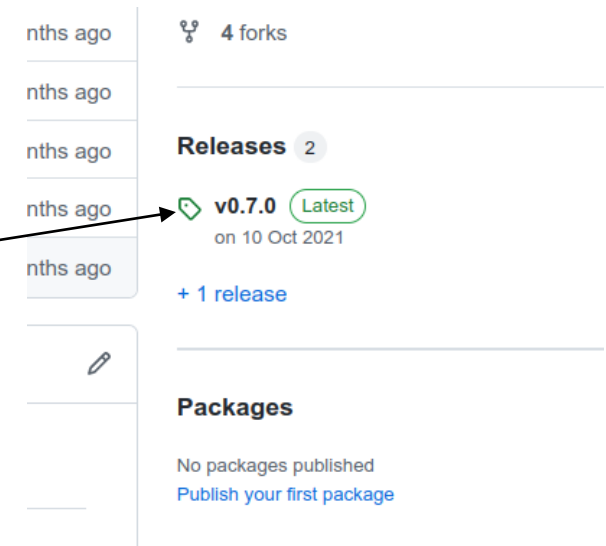 nths ago
nths ago
nths ago
nths ago
nths ago
4 forks
Releases 2
v0.7.0 Latest
on 10 Oct 2021
+ 1 release
Packages
No packages published
Publish your first package